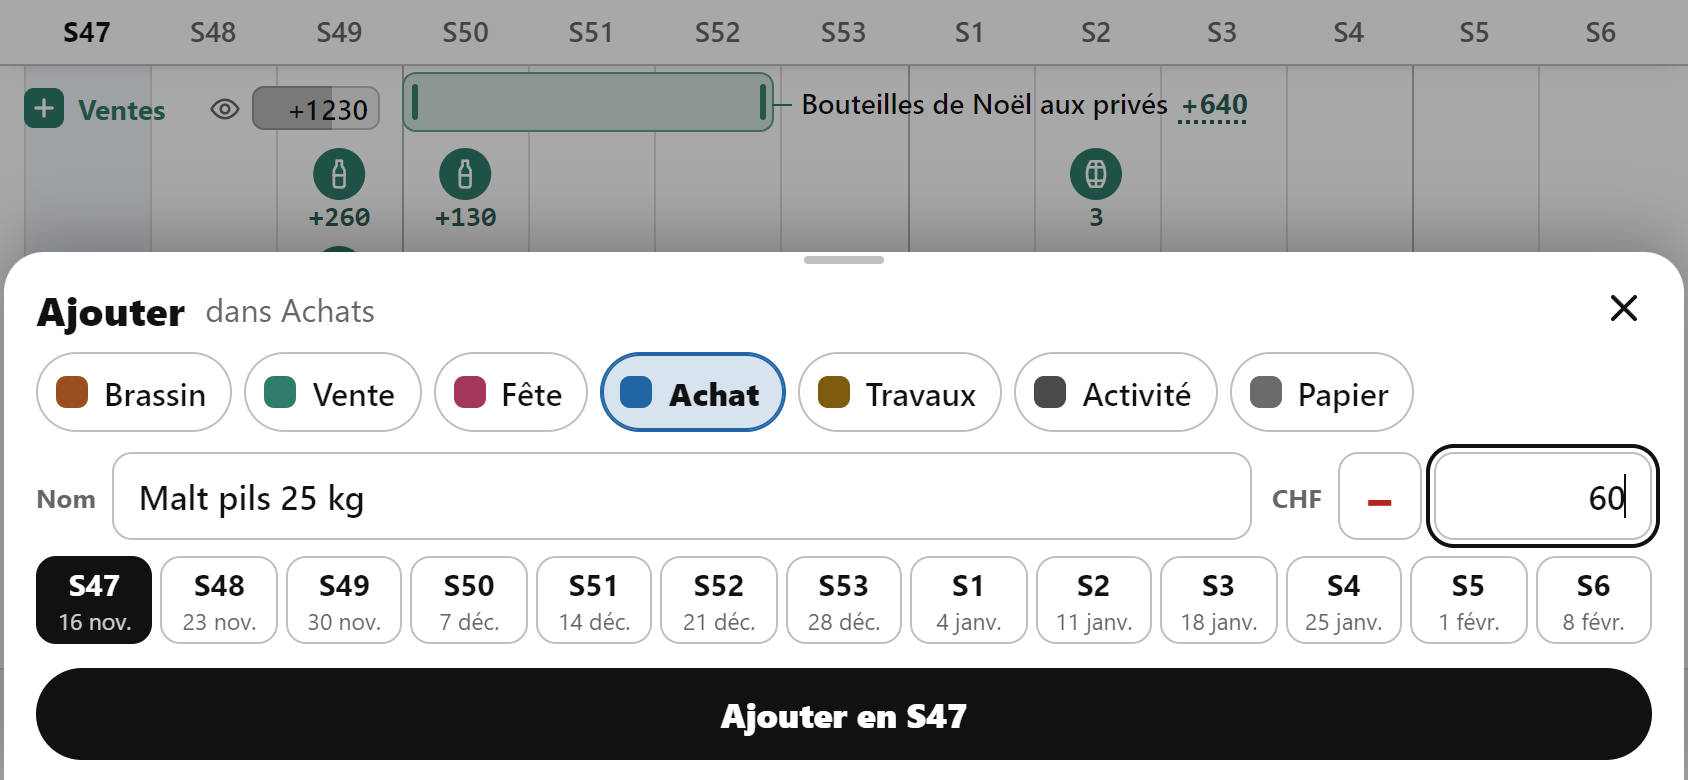 S47 S48 S49 S50 S51 S52 S53 S1 S2 S3 S4 S5 S6
+ Ventes +1230 Bouteilles de Noël aux privés +640
+260 +130 3
Ajouter dans Achats
Brassin Vente Fête Achat Travaux Activité Papier
Nom Malt pils 25 kg CHF − 60
S47 S48 S49 S50 S51 S52 S53 S1 S2 S3 S4 S5 S6
16 nov. 23 nov. 30 nov. 7 déc. 14 déc. 21 déc. 28 déc. 4 janv. 11 janv. 18 janv. 25 janv. 1 févr. 8 févr.
Ajouter en S47